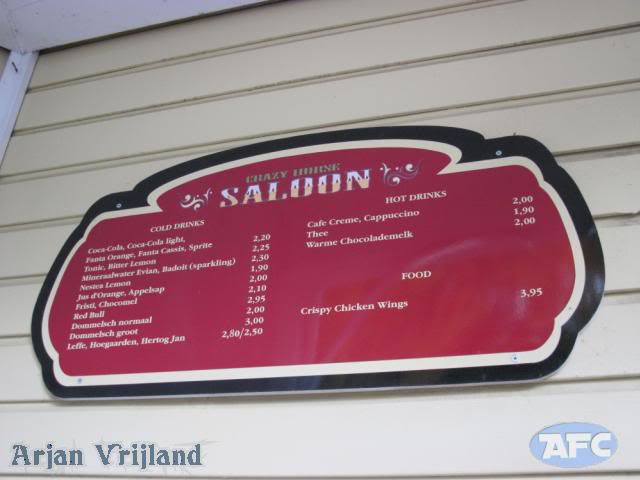 CRAZY HORSE
SALOON
COLD DRINKS
Coca-Cola, Coca-Cola light,
Fanta Orange, Fanta Cassis, Sprite 2,20
Tonic, Bitter Lemon 2,25
Mineraalwater Evian, Badoit (sparkling) 2,30
Nestea Lemon 1,90
Jus d'Orange, Appelsap 2,00
Fristi, Chocomel 2,10
Red Bull 2,95
Dommelsch normaal 2,00
Dommelsch groot 3,00
Leffe, Hoegaarden, Hertog Jan 2,80/2,50
HOT DRINKS
Cafe Creme, Cappuccino 2,00
Thee 1,90
Warme Chocolademelk 2,00
FOOD
Crispy Chicken Wings 3,95
Arjan Vrijland
AFC